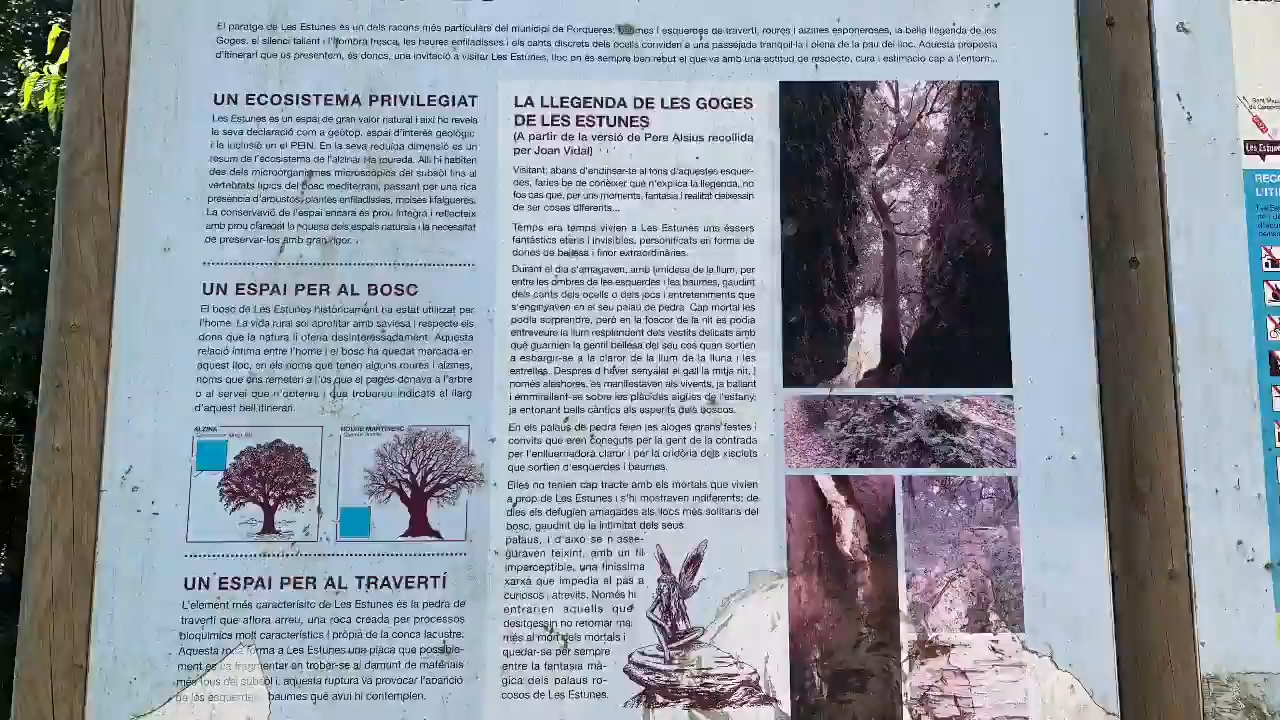 El paratge de Les Estunes és un dels racons més particulars del municipi de Porqueres: Baumes i esquerdes de travertí, roures i alzines esponeroses, la bella llegenda de les
Goges, el silenci latent i l'ombra fresca, les heures enfiladisses i els cants discrets dels ocells conviden a una passejada tranquil·la i plena de la pau del lloc. Aquesta proposta
d'itinerari que us presentem, és doncs, una invitació a visitar Les Estunes, lloc on és sempre ben rebut el que va amb una actitud de respecte, cura i estimació cap a l'entorn...
UN ECOSISTEMA PRIVILEGIAT
Les Estunes és un espai de gran valor natural i així ho revela
la seva declaració com a geòtop, espai d'interès geològic
i la inclusió en el PEIN. En la seva reduïda dimensió és un
resum de l'ecosistema de l'alzinar i la roureda. Allí hi habiten
des dels microorganismes microscòpics del subsòl fins al
vertebrats típics del bosc mediterrani, passant per una rica
presència d'arbustos, plantes enfiladisses, molses i falgueres.
La conservació de l'espai encara és prou íntegra i reflecteix
amb prou claredat la riquesa dels espais naturals i la necessitat
de preservar-los amb gran rigor.
UN ESPAI PER AL BOSC
El bosc de Les Estunes històricament ha estat utilitzat per
l'home. La vida rural sol aprofitar amb saviesa i respecte els
dons que la natura li oferia desinteressadament. Aquesta
relació íntima entre l'home i el bosc ha quedat marcada en
aquest lloc, en els noms que tenen alguns roures i alzines,
noms que ens remeten a l'ús que el pagès donava a l'arbre
o al servei que n'obtenia i que trobareu indicats al llarg
d'aquest bell itinerari.
ALZINA
ROURE MARTINENC
UN ESPAI PER AL TRAVERTÍ
L'element més característic de Les Estunes és la pedra de
travertí que aflora arreu, una roca creada per processos
bioquímics molt característics i pròpia de la conca lacustre.
Aquesta roca forma a Les Estunes una placa que possible-
ment es va fragmentar en trobar-se al damunt de materials
més tous del subsòl i aquesta ruptura va provocar l'aparició
de les esquerdes i baumes que avui hi contemplem.
LA LLEGENDA DE LES GOGES
DE LES ESTUNES
(A partir de la versió de Pere Alsius recollida
per Joan Vidal)
Visitant: abans d'endinsar-te al fons d'aquestes esquer-
des, faries bé de conèixer què n'explica la llegenda, no
fos cas que, per uns moments, fantasia i realitat deixessin
de ser coses diferents...
Temps era temps vivien a Les Estunes uns éssers
fantàstics eteris i invisibles, personificats en forma de
dones de bellesa i finor extraordinàries.
Durant el dia s'amagaven, amb timidesa de la llum, per
entre les ombres de les esquerdes i les baumes, gaudint
dels cants dels ocells o dels jocs i entreteniments que
s'enginyaven en el seu palau de pedra. Cap mortal les
podia sorprendre, però en la foscor de la nit es podia
entreveure la llum resplendent dels vestits delicats amb
què guarnien la gentil bellesa del seu cos quan sortien
a esbargir-se a la claror de la llum de la lluna i les
estrelles. Després d'haver senyalat el gall la mitja nit, i
només aleshores, es manifestaven als vivents, ja ballant
i emmirallant-se sobre les plàcides aigües de l'estany,
ja entonant bells càntics als esperits dels boscos.
En els palaus de pedra feien les aloges grans festes i
convits que eren coneguts per la gent de la contrada
per l'enlluernadora claror i per la cridòria dels xisclets
que sortien d'esquerdes i baumes.
Elles no tenien cap tracte amb els mortals que vivien
a prop de Les Estunes i s'hi mostraven indiferents: de
dies els defugien amagades als llocs més solitaris del
bosc, gaudint de la intimitat dels seus
palaus, i d'això se n asse-
guraven teixint, amb un fil
imperceptible, una finíssima
xarxa que impedia el pas a
curiosos i atrevits. Només hi
entrarien aquells que
desitgessin no retornar mai
més al món dels mortals i
quedar-se per sempre
entre la fantasia mà-
gica dels palaus ro-
cosos de Les Estunes.
Les Estunes